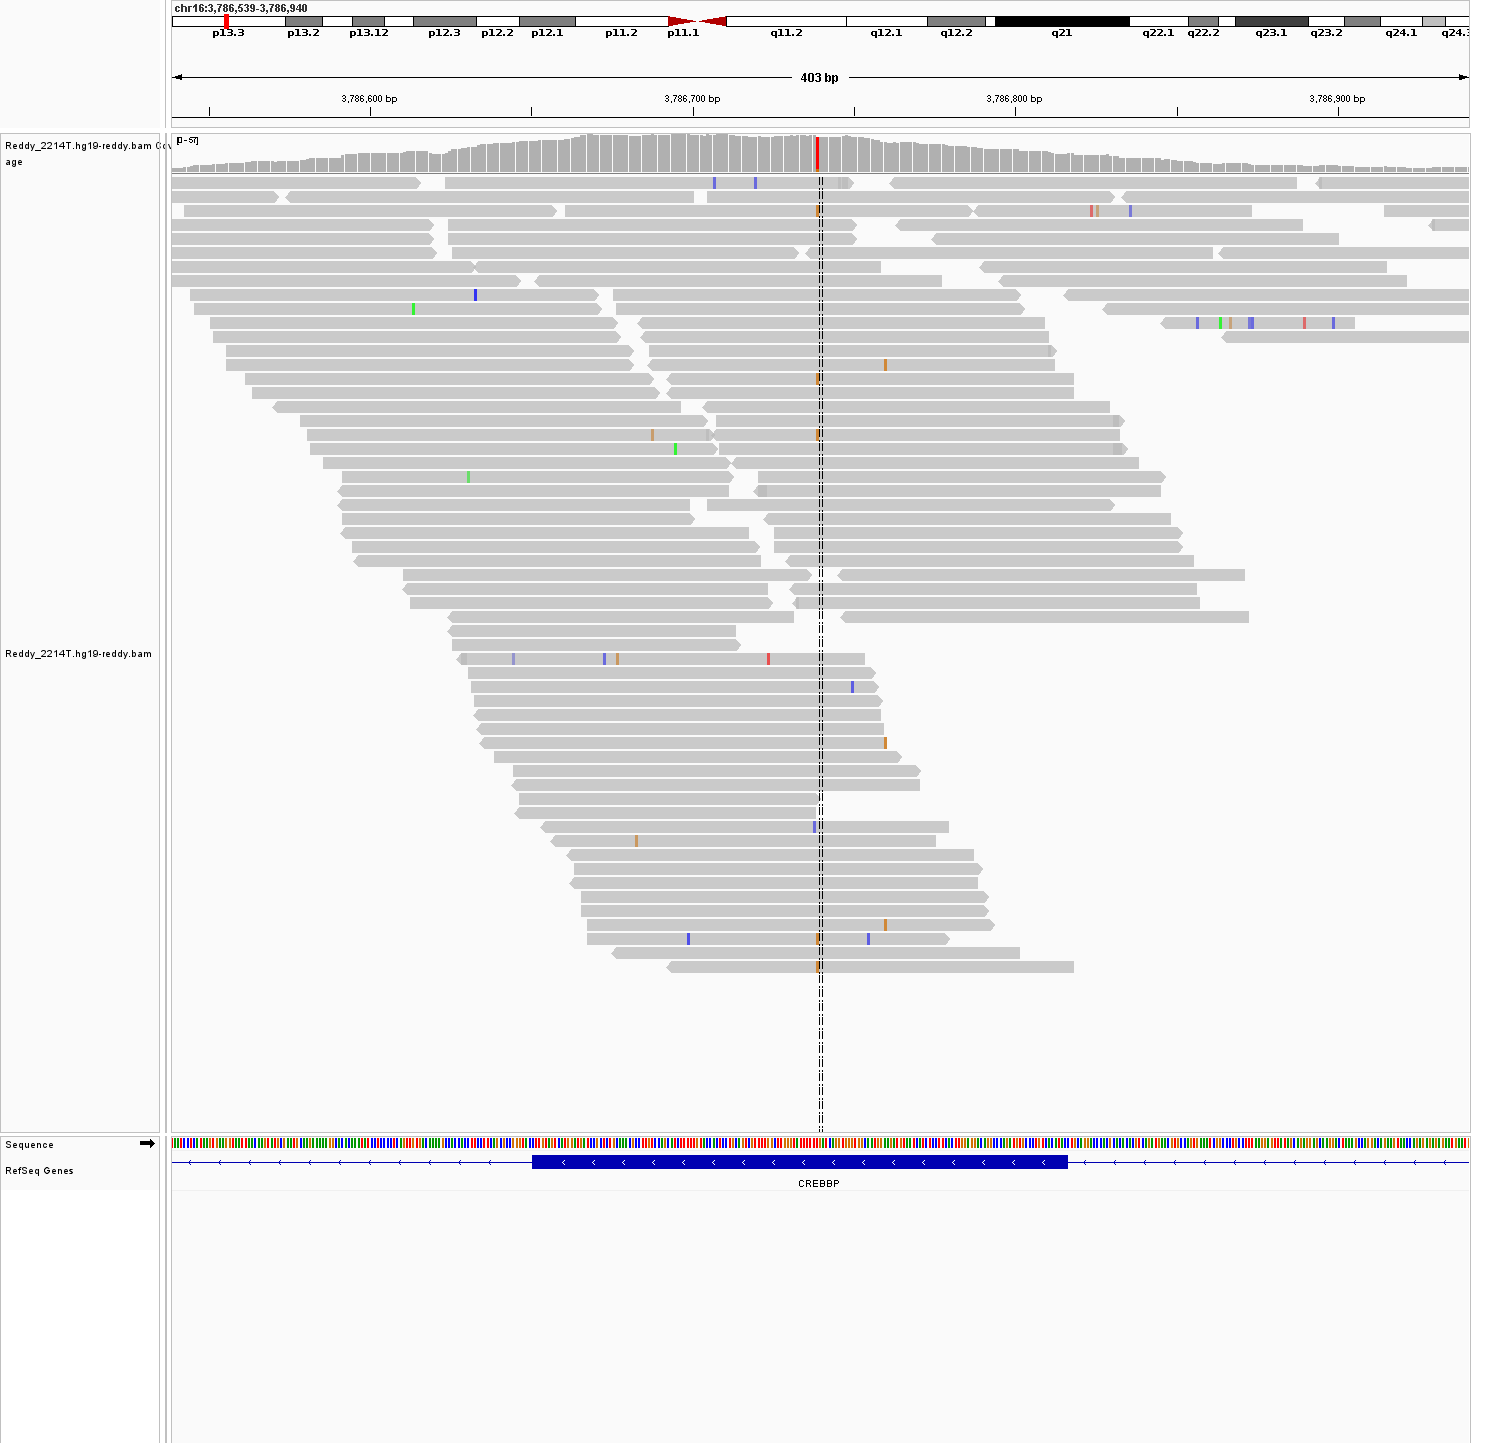 chr16:3,786,539-3,786,940
p13.3 p13.2 p13.12 p12.3 p12.2 p12.1 p11.2 p11.1 q11.2 q12.1 q12.2 q21 q22.1 q22.2 q23.1 q23.2 q24.1 q24.3
403 bp
3,786,600 bp 3,786,700 bp 3,786,800 bp 3,786,900 bp
[0-57]
Reddy_2214T.hg19-reddy.bam Cov
age
Reddy_2214T.hg19-reddy.bam
Sequence
RefSeq Genes
CREBBP